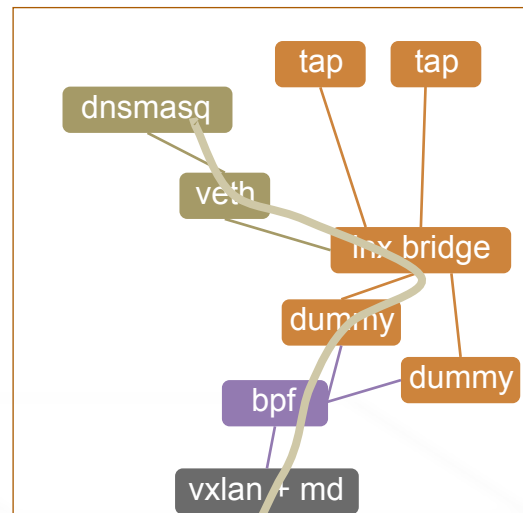 tap tap
dnsmasq
veth
lnx bridge
dummy
dummy
bpf
vxlan + md